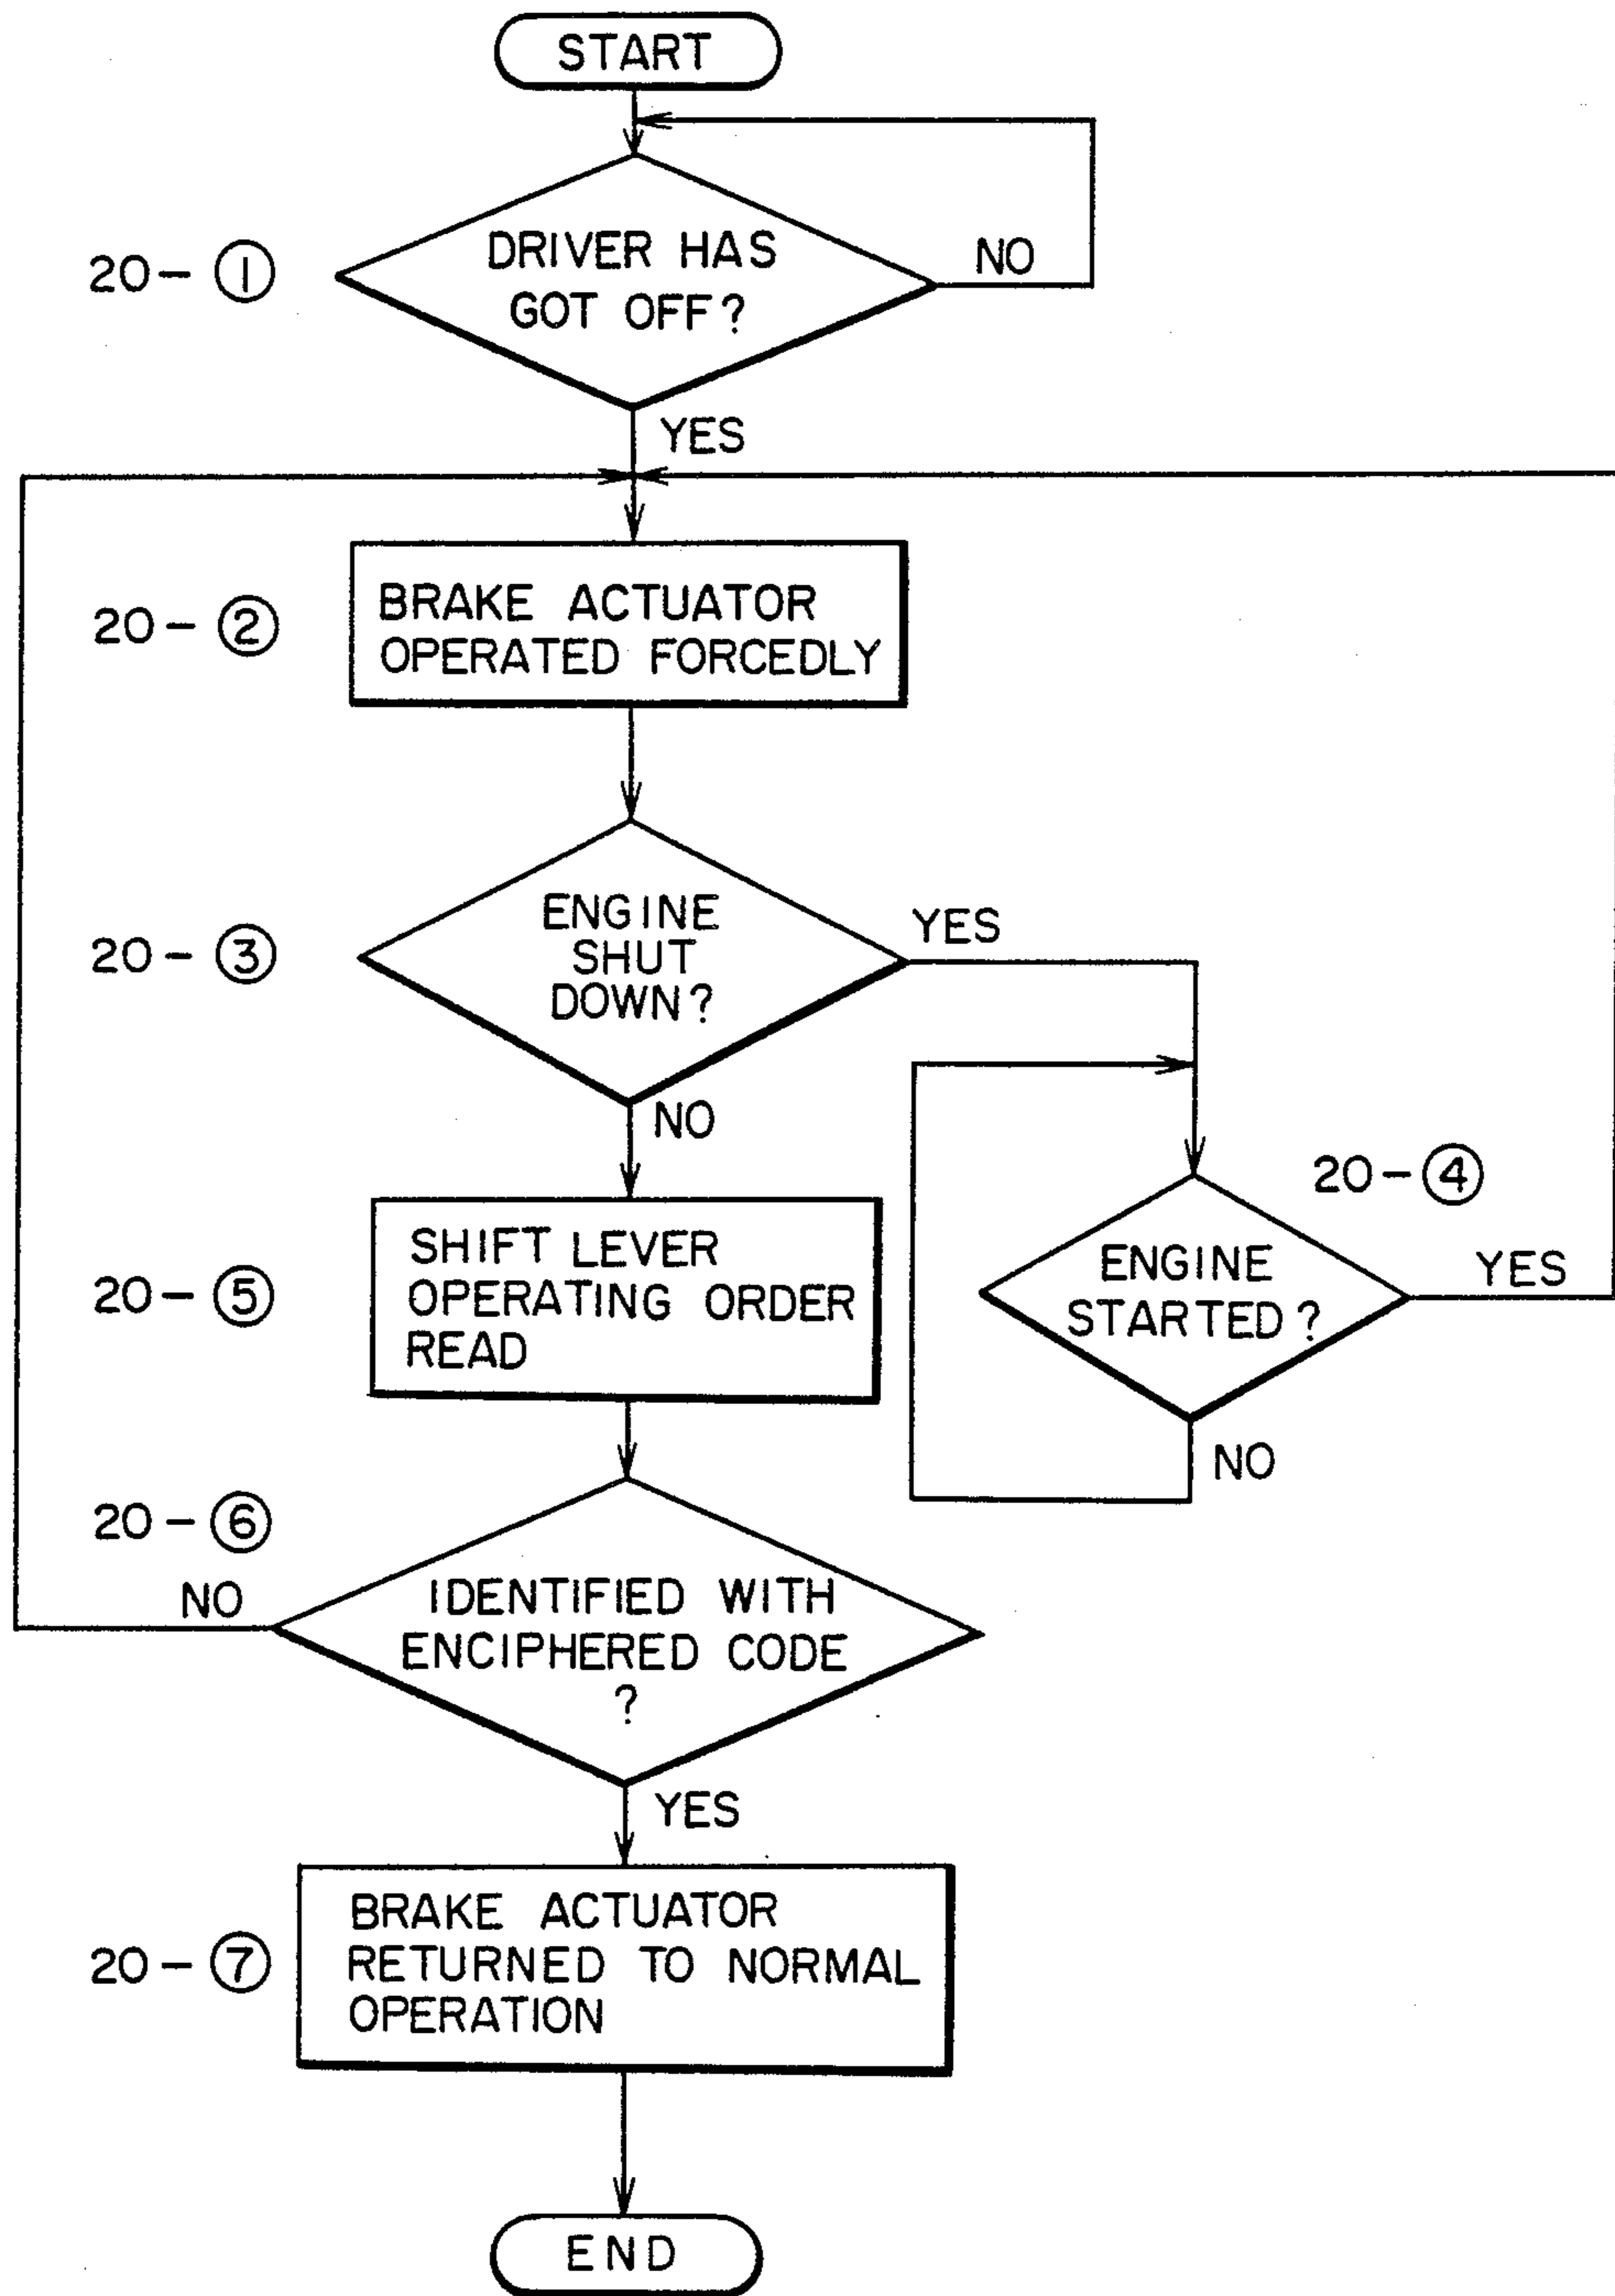 START
20-①
DRIVER HAS
GOT OFF?
NO
YES
20-②
BRAKE ACTUATOR
OPERATED FORCEDLY
20-③
ENGINE
SHUT
DOWN?
YES
NO
20-④
ENGINE
STARTED?
YES
NO
20-⑤
SHIFT LEVER
OPERATING ORDER
READ
20-⑥
NO
IDENTIFIED WITH
ENCIPHERED CODE
?
YES
20-⑦
BRAKE ACTUATOR
RETURNED TO NORMAL
OPERATION
END